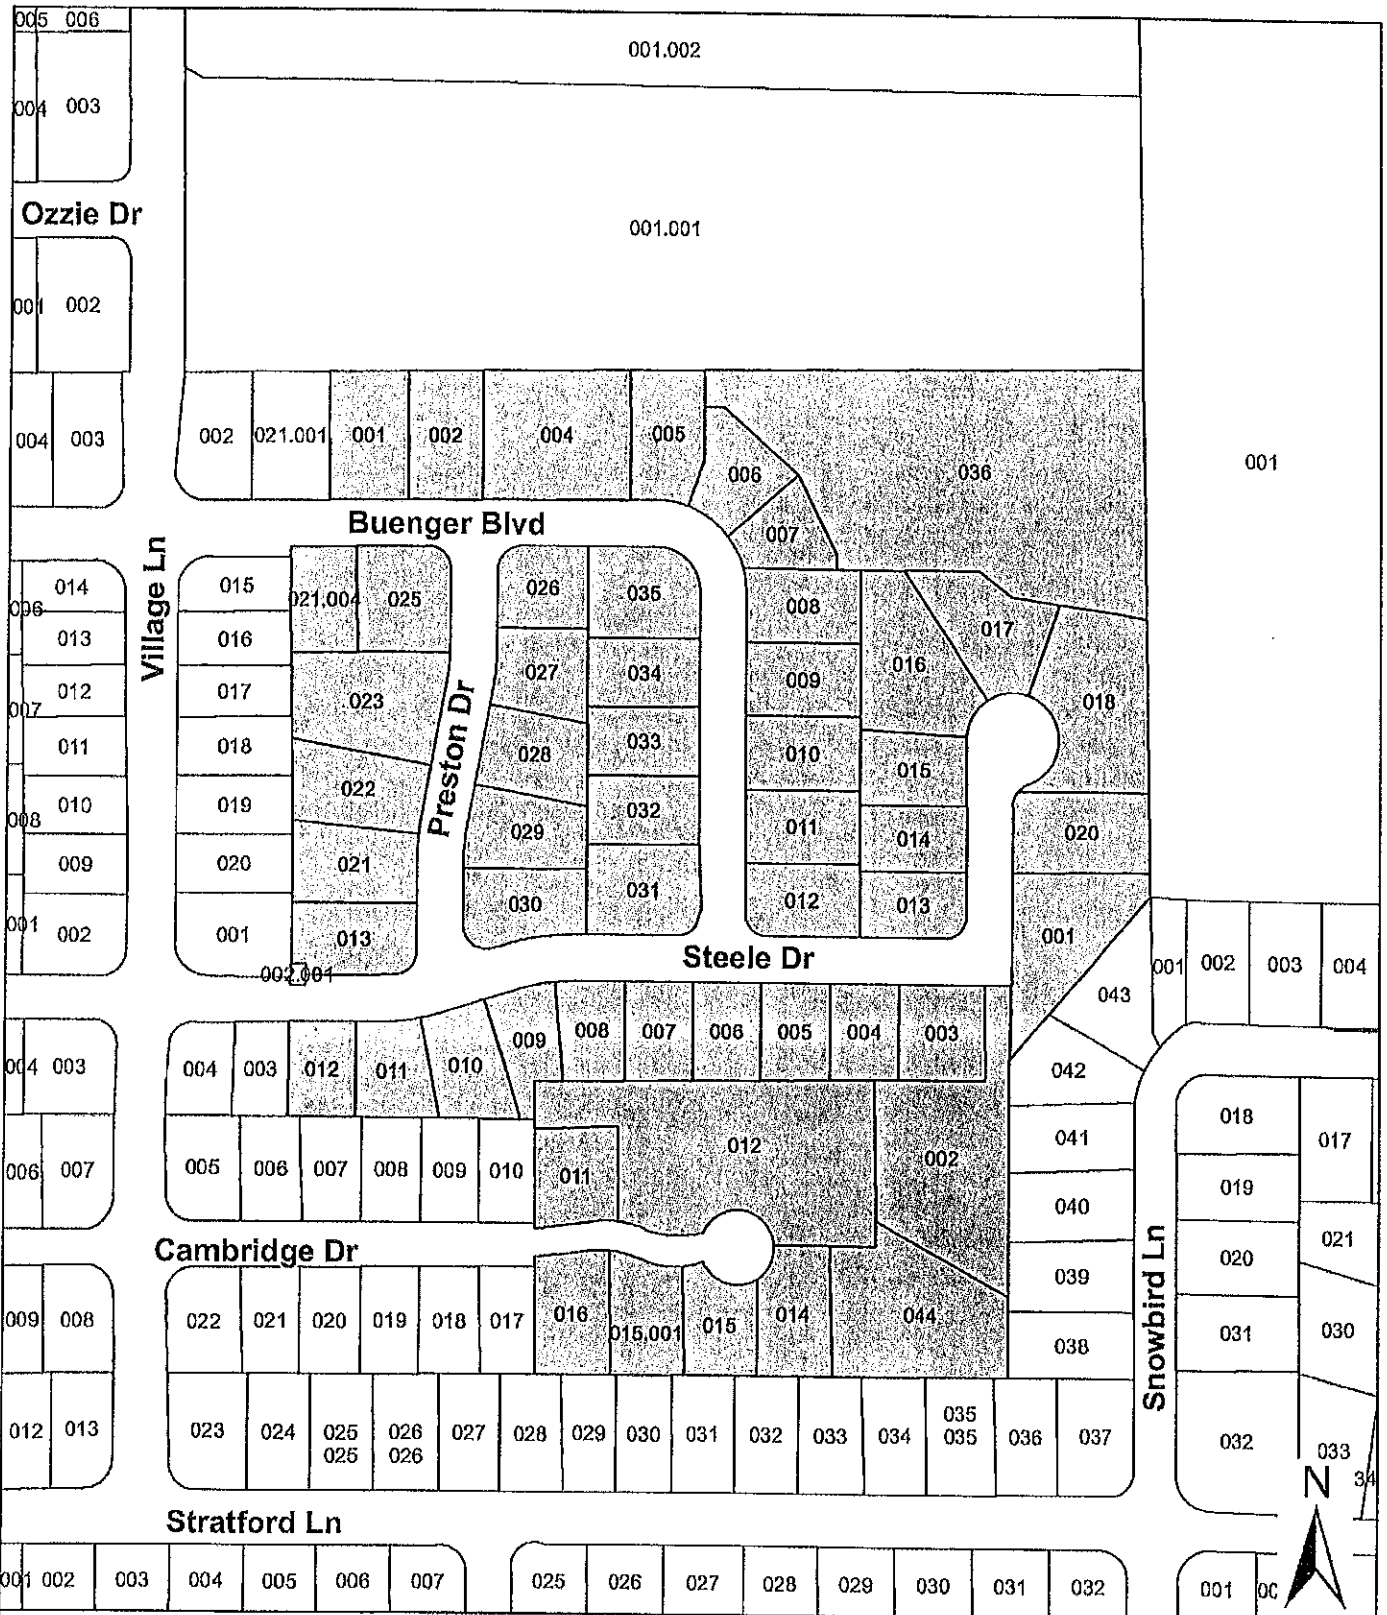 005 006
001.002
004 003
Ozzie Dr
001.001
001 002
004 003 002 021.001 001 002 004 005 006 036 001
007
Buenger Blvd
Village Ln
014 015 021.004 025 026 035 008 017
006
013 016 027 034 009 016
012 017 023 018
007
Preston Dr
011 018 028 033 010 015
010 019 022 032
008
029 011 014 020
009 020 021 031
030 012 013
001 002 001 013 001
002.001
Steele Dr
043 001 002 003 004
009 008 007 006 005 004 003
004 003 004 003 012 011 010 042
018
012 041 017
006 007 005 006 007 008 009 010 011 002
019
040
Cambridge Dr
Snowbird Ln
021
020
039
009 008 022 021 020 019 018 017 016 015.001 015 014 044
031 030
038
012 013 023 024 025 026 027 028 029 030 031 032 033 034 035 036 037
025 026 035
032 033
34
N
Stratford Ln
001 002 003 004 005 006 007 025 026 027 028 029 030 031 032 001